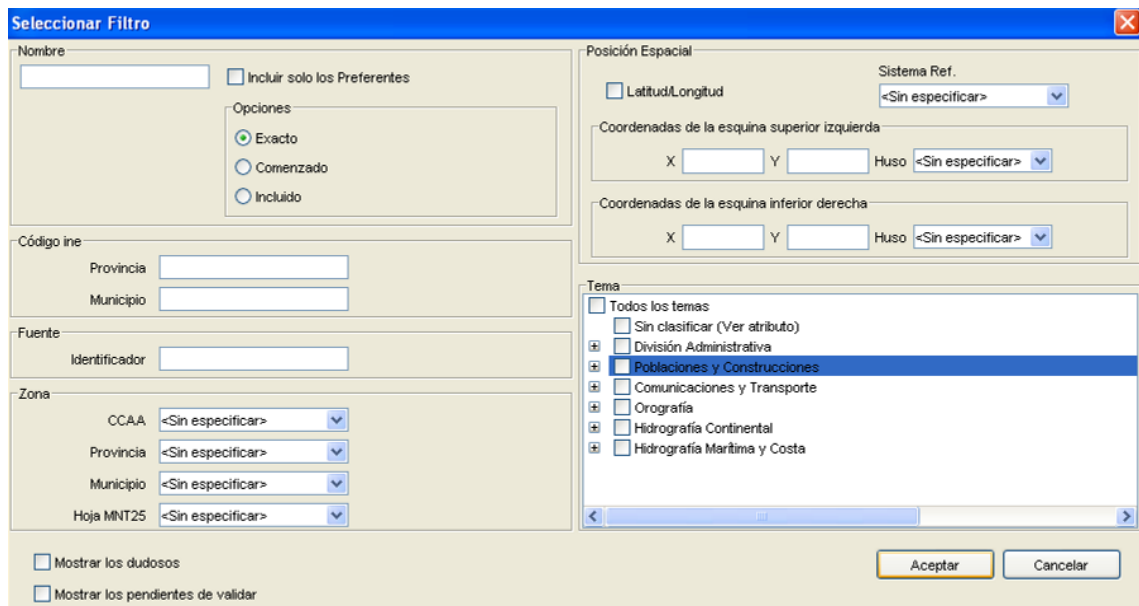 Seleccionar Filtro
Nombre
Incluir solo los Preferentes
Opciones
Exacto
Comenzado
Incluido
Código ine
Provincia
Municipio
Fuente
Identificador
Zona
CCAA <Sin especificar>
Provincia <Sin especificar>
Municipio <Sin especificar>
Hoja MNT25 <Sin especificar>
Mostrar los dudosos
Mostrar los pendientes de validar
Posición Espacial
Latitud/Longitud
Sistema Ref.
<Sin especificar>
Coordenadas de la esquina superior izquierda
X Y Huso <Sin especificar>
Coordenadas de la esquina inferior derecha
X Y Huso <Sin especificar>
Tema
Todos los temas
Sin clasificar (Ver atributo)
División Administrativa
Poblaciones y Construcciones
Comunicaciones y Transporte
Orografía
Hidrografía Continental
Hidrografía Marítima y Costa
Aceptar Cancelar